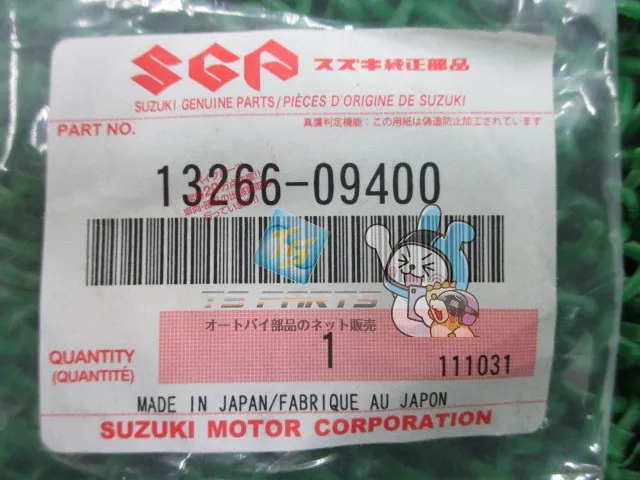 SGP スズキ純正部品
SUZUKI GENUINE PARTS/PIÈCES D'ORIGINE DE SUZUKI
PART NO.
真贋判定機能：この用紙は偽造防止加工されています
13266-09400
TS PARTS
オートバイ部品のネット販売
QUANTITY
(QUANTITÉ)
1
111031
MADE IN JAPAN/FABRIQUE AU JAPON
SUZUKI MOTOR CORPORATION